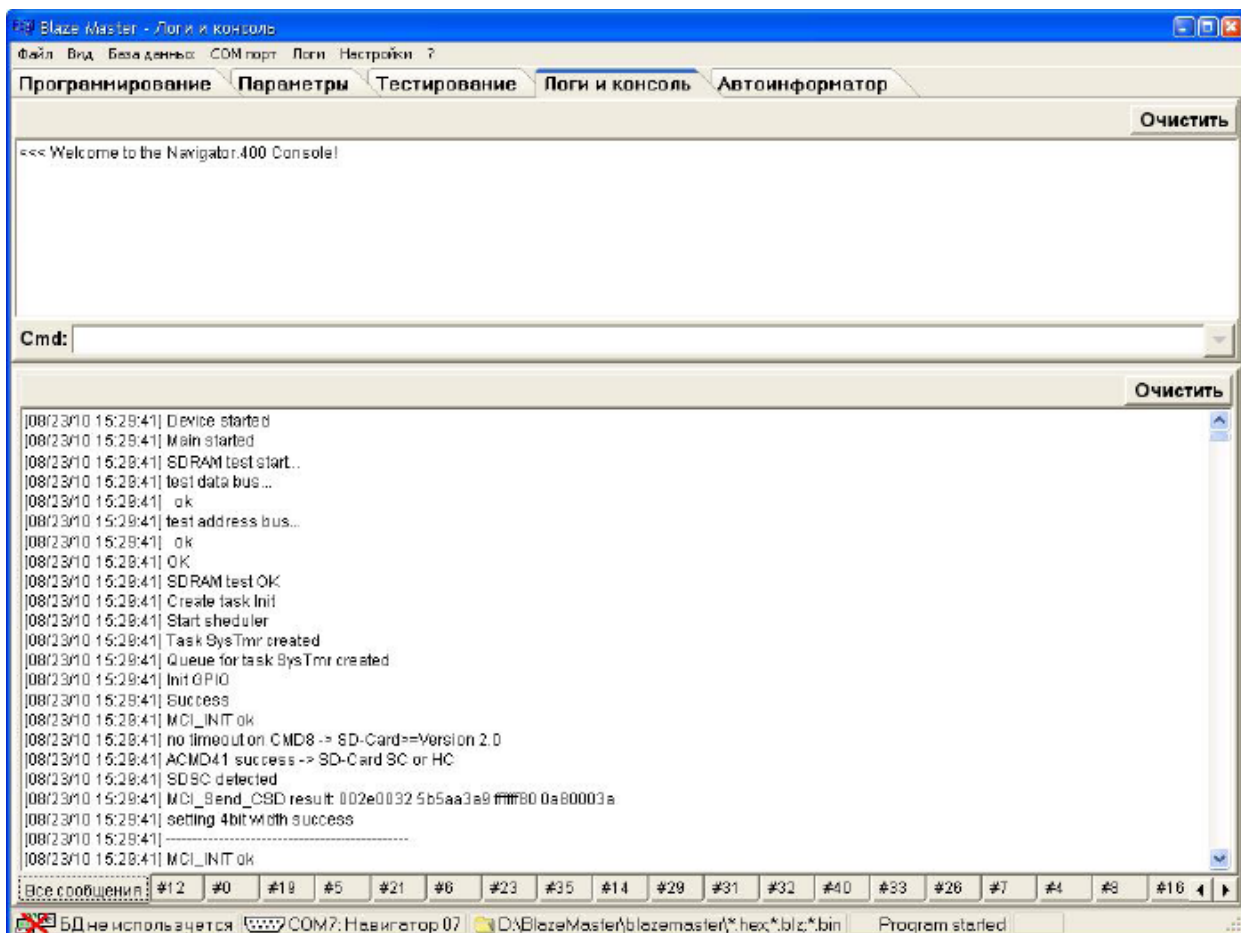 Blaze Master - Логи и консоль
Файл Вид База данных COM порт Логи Настройки ?
Программирование Параметры Тестирование Логи и консоль Автоинформатор
Очистить
<<< Welcome to the Navigator.400 Console!
Cmd:
Очистить
[08/23/10 15:29:41] Device started
[08/23/10 15:29:41] Main started
[08/23/10 15:29:41] SDRAM test start...
[08/23/10 15:29:41] test data bus...
[08/23/10 15:29:41] ok
[08/23/10 15:29:41] test address bus...
[08/23/10 15:29:41] ok
[08/23/10 15:29:41] OK
[08/23/10 15:29:41] SDRAM test OK
[08/23/10 15:29:41] Create task Init
[08/23/10 15:29:41] Start sheduler
[08/23/10 15:29:41] Task SysTmr created
[08/23/10 15:29:41] Queue for task SysTmr created
[08/23/10 15:29:41] Init GPIO
[08/23/10 15:29:41] Success
[08/23/10 15:29:41] MCI_INIT ok
[08/23/10 15:29:41] no timeout on CMD8 -> SD-Card>=Version 2.0
[08/23/10 15:29:41] ACMD41 success -> SD-Card SC or HC
[08/23/10 15:29:41] SDSC detected
[08/23/10 15:29:41] MCI_Send_CSD result: 002e0032 5b5aa3a9 ffffff80 0a80003a
[08/23/10 15:29:41] setting 4bit width success
[08/23/10 15:29:41] -----------------------------------------------
[08/23/10 15:29:41] MCI_INIT ok
Все сообщения #12 #0 #19 #5 #21 #6 #23 #35 #14 #29 #31 #32 #40 #33 #26 #7 #4 #8 #16
БД не используется COM7: Навигатор 07 D:\BlazeMaster\blazemaster\*.hex;*.blz;*.bin Program started